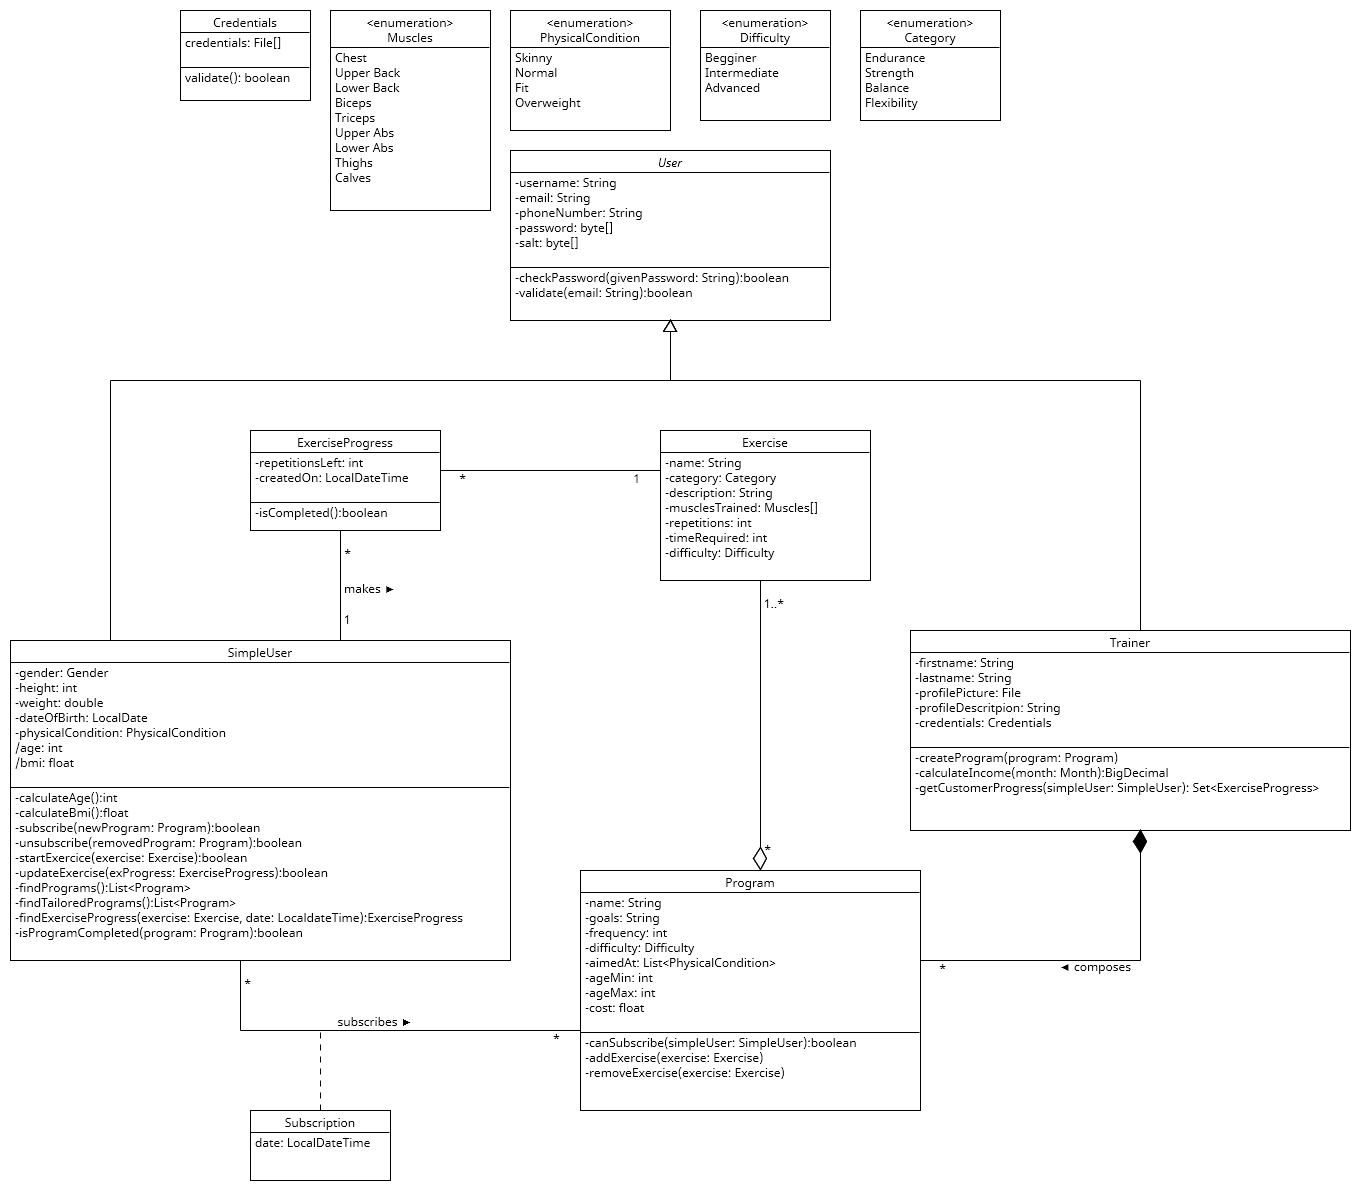 Credentials
credentials: File[]
validate(): boolean
<enumeration>
Muscles
Chest
Upper Back
Lower Back
Biceps
Triceps
Upper Abs
Lower Abs
Thighs
Calves
<enumeration>
PhysicalCondition
Skinny
Normal
Fit
Overweight
<enumeration>
Difficulty
Begginer
Intermediate
Advanced
<enumeration>
Category
Endurance
Strength
Balance
Flexibility
User
-username: String
-email: String
-phoneNumber: String
-password: byte[]
-salt: byte[]
-checkPassword(givenPassword: String):boolean
-validate(email: String):boolean
ExerciseProgress
-repetitionsLeft: int
-createdOn: LocalDateTime
-isCompleted():boolean
*
1
Exercise
-name: String
-category: Category
-description: String
-musclesTrained: Muscles[]
-repetitions: int
-timeRequired: int
-difficulty: Difficulty
*
makes ►
1
1..*
*
SimpleUser
-gender: Gender
-height: int
-weight: double
-dateOfBirth: LocalDate
-physicalCondition: PhysicalCondition
/age: int
/bmi: float
-calculateAge():int
-calculateBmi():float
-subscribe(newProgram: Program):boolean
-unsubscribe(removedProgram: Program):boolean
-startExercice(exercise: Exercise):boolean
-updateExercise(exProgress: ExerciseProgress):boolean
-findPrograms():List<Program>
-findTailoredPrograms():List<Program>
-findExerciseProgress(exercise: Exercise, date: LocaldateTime):ExerciseProgress
-isProgramCompleted(program: Program):boolean
Trainer
-firstname: String
-lastname: String
-profilePicture: File
-profileDescritpion: String
-credentials: Credentials
-createProgram(program: Program)
-calculateIncome(month: Month):BigDecimal
-getCustomerProgress(simpleUser: SimpleUser): Set<ExerciseProgress>
Program
-name: String
-goals: String
-frequency: int
-difficulty: Difficulty
-aimedAt: List<PhysicalCondition>
-ageMin: int
-ageMax: int
-cost: float
-canSubscribe(simpleUser: SimpleUser):boolean
-addExercise(exercise: Exercise)
-removeExercise(exercise: Exercise)
*
◄ composes
*
subscribes ►
*
Subscription
date: LocalDateTime